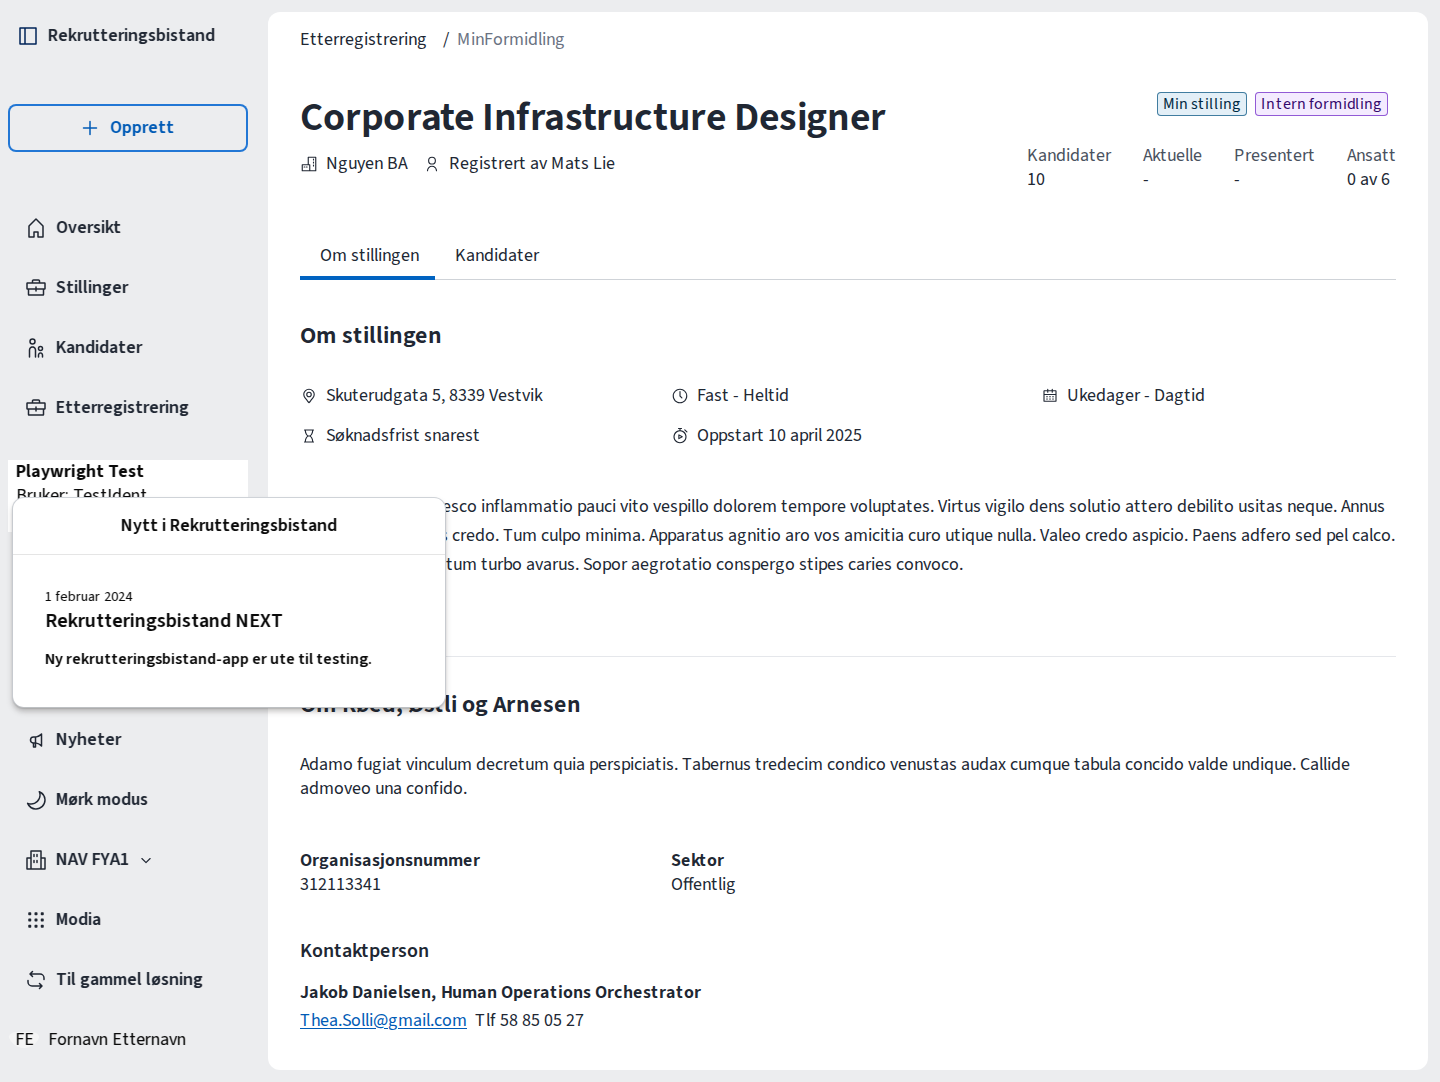 Rekrutteringsbistand
Opprett
Oversikt
Stillinger
Kandidater
Etterregistrering
Playwright Test
Bruker: TestIdent
Nytt i Rekrutteringsbistand
1 februar 2024
Rekrutteringsbistand NEXT
Ny rekrutteringsbistand-app er ute til testing.
Nyheter
Mørk modus
NAV FYA1
Modia
Til gammel løsning
FE Fornavn Etternavn
Etterregistrering / MinFormidling
Corporate Infrastructure Designer
Min stilling Intern formidling
Nguyen BA Registrert av Mats Lie
Kandidater Aktuelle Presentert Ansatt
10 - - 0 av 6
Om stillingen Kandidater
Om stillingen
Skuterudgata 5, 8339 Vestvik Fast - Heltid Ukedager - Dagtid
Søknadsfrist snarest Oppstart 10 april 2025
inflammatio pauci vito vespillo dolorem tempore voluptates. Virtus vigilo dens solutio attero debilito usitas neque. Annus
credo. Tum culpo minima. Apparatus agnitio aro vos amicitia curo utique nulla. Valeo credo aspicio. Paens adfero sed pel calco.
turbo avarus. Sopor aegrotatio conspergo stipes caries convoco.
og Arnesen
Adamo fugiat vinculum decretum quia perspiciatis. Tabernus tredecim condico venustas audax cumque tabula concido valde undique. Callide
admoveo una confido.
Organisasjonsnummer Sektor
312113341 Offentlig
Kontaktperson
Jakob Danielsen, Human Operations Orchestrator
Thea.Solli@gmail.com Tlf 58 85 05 27